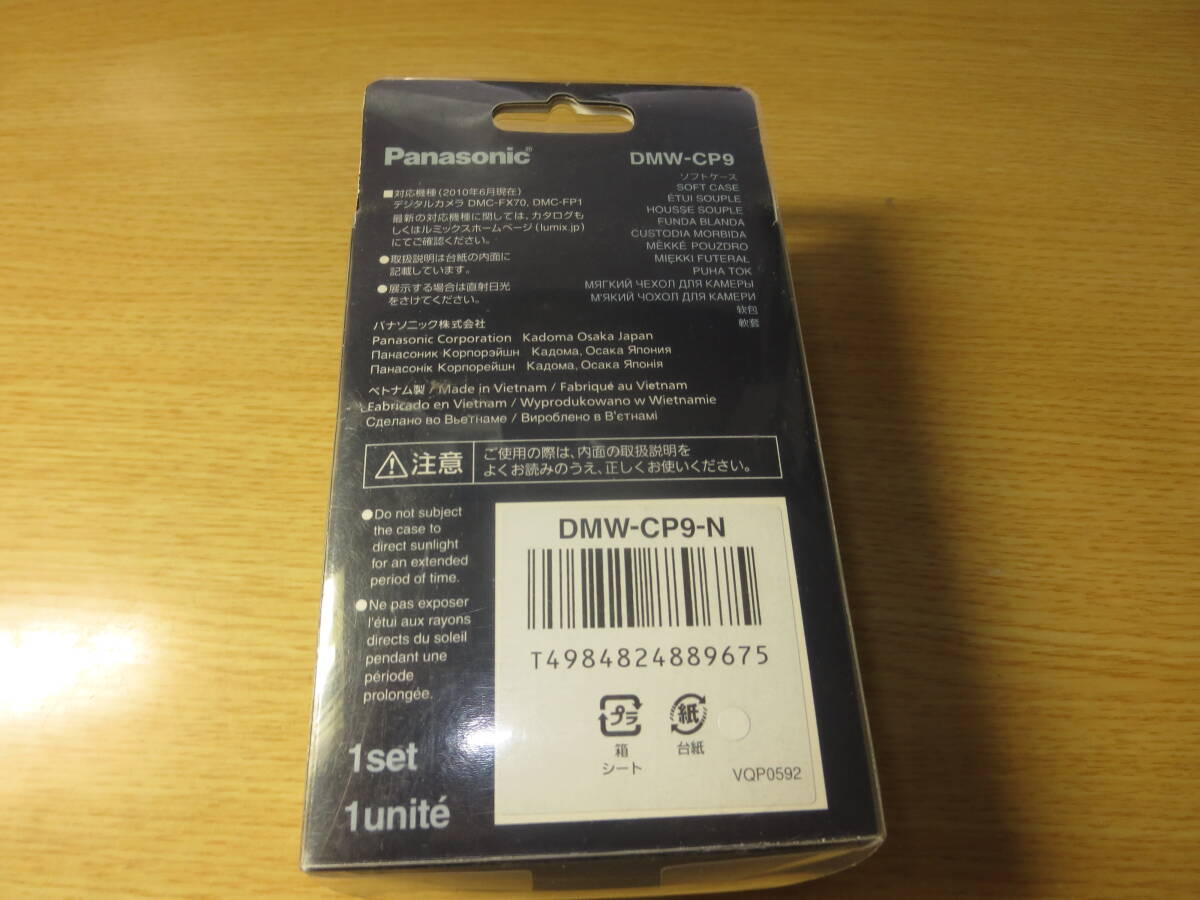 Panasonic®
DMW-CP9
ソフトケース
SOFT CASE
ÉTUI SOUPLE
HOUSSE SOUPLE
FUNDA BLANDA
CUSTODIA MORBIDA
MĚKKÉ POUZDRO
MIĘKKI FUTERAŁ
PUHA TOK
МЯГКИЙ ЧЕХОЛ ДЛЯ КАМЕРЫ
М'ЯКИЙ ЧОХОЛ ДЛЯ КАМЕРИ
软包
軟套
■対応機種(2010年6月現在)
デジタルカメラ DMC-FX70, DMC-FP1
最新の対応機種に関しては、カタログも
しくはルミックスホームページ(lumix.jp)
にてご確認ください。
●取扱説明は台紙の内面に
記載しています。
●展示する場合は直射日光
をさけてください。
パナソニック株式会社
Panasonic Corporation Kadoma Osaka Japan
Панасоник Корпорэйшн Кадома, Осака Япония
Панасонік Корпорейшн Кадома, Осака Японія
ベトナム製 / Made in Vietnam / Fabriqué au Vietnam
Fabricado en Vietnam / Wyprodukowano w Wietnamie
Сделано во Вьетнаме / Вироблено в В'єтнамі
注意
ご使用の際は、内面の取扱説明を
よくお読みのうえ、正しくお使いください。
●Do not subject
the case to
direct sunlight
for an extended
period of time.
●Ne pas exposer
l'étui aux rayons
directs du soleil
pendant une
période
prolongée.
1set
1unité
DMW-CP9-N
T4984824889675
プラ
紙
箱
シート
台紙
VQP0592